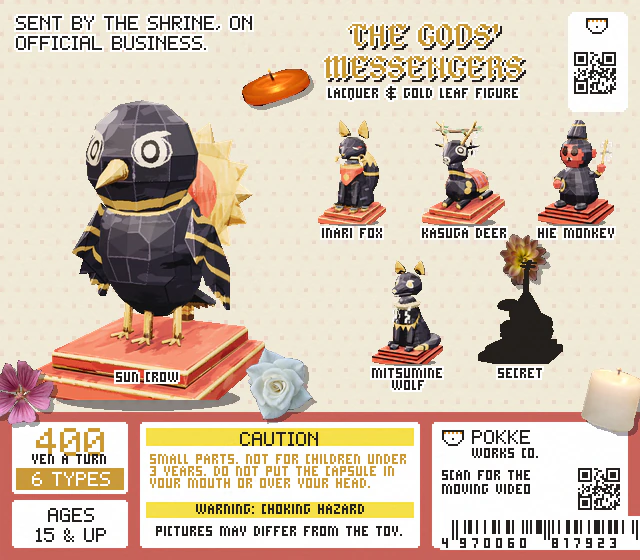 SENT BY THE SHRINE, ON
OFFICIAL BUSINESS.
THE GODS'
MESSENGERS
LACQUER & GOLD LEAF FIGURE
INARI FOX
KASUGA DEER
HIE MONKEY
SUN CROW
MITSUMINE
WOLF
SECRET
400
YEN A TURN
6 TYPES
AGES
15 & UP
CAUTION
SMALL PARTS. NOT FOR CHILDREN UNDER
3 YEARS. DO NOT PUT THE CAPSULE IN
YOUR MOUTH OR OVER YOUR HEAD.
WARNING: CHOKING HAZARD
PICTURES MAY DIFFER FROM THE TOY.
POKKE
WORKS CO.
SCAN FOR THE
MOVING VIDEO
4 970060 817923